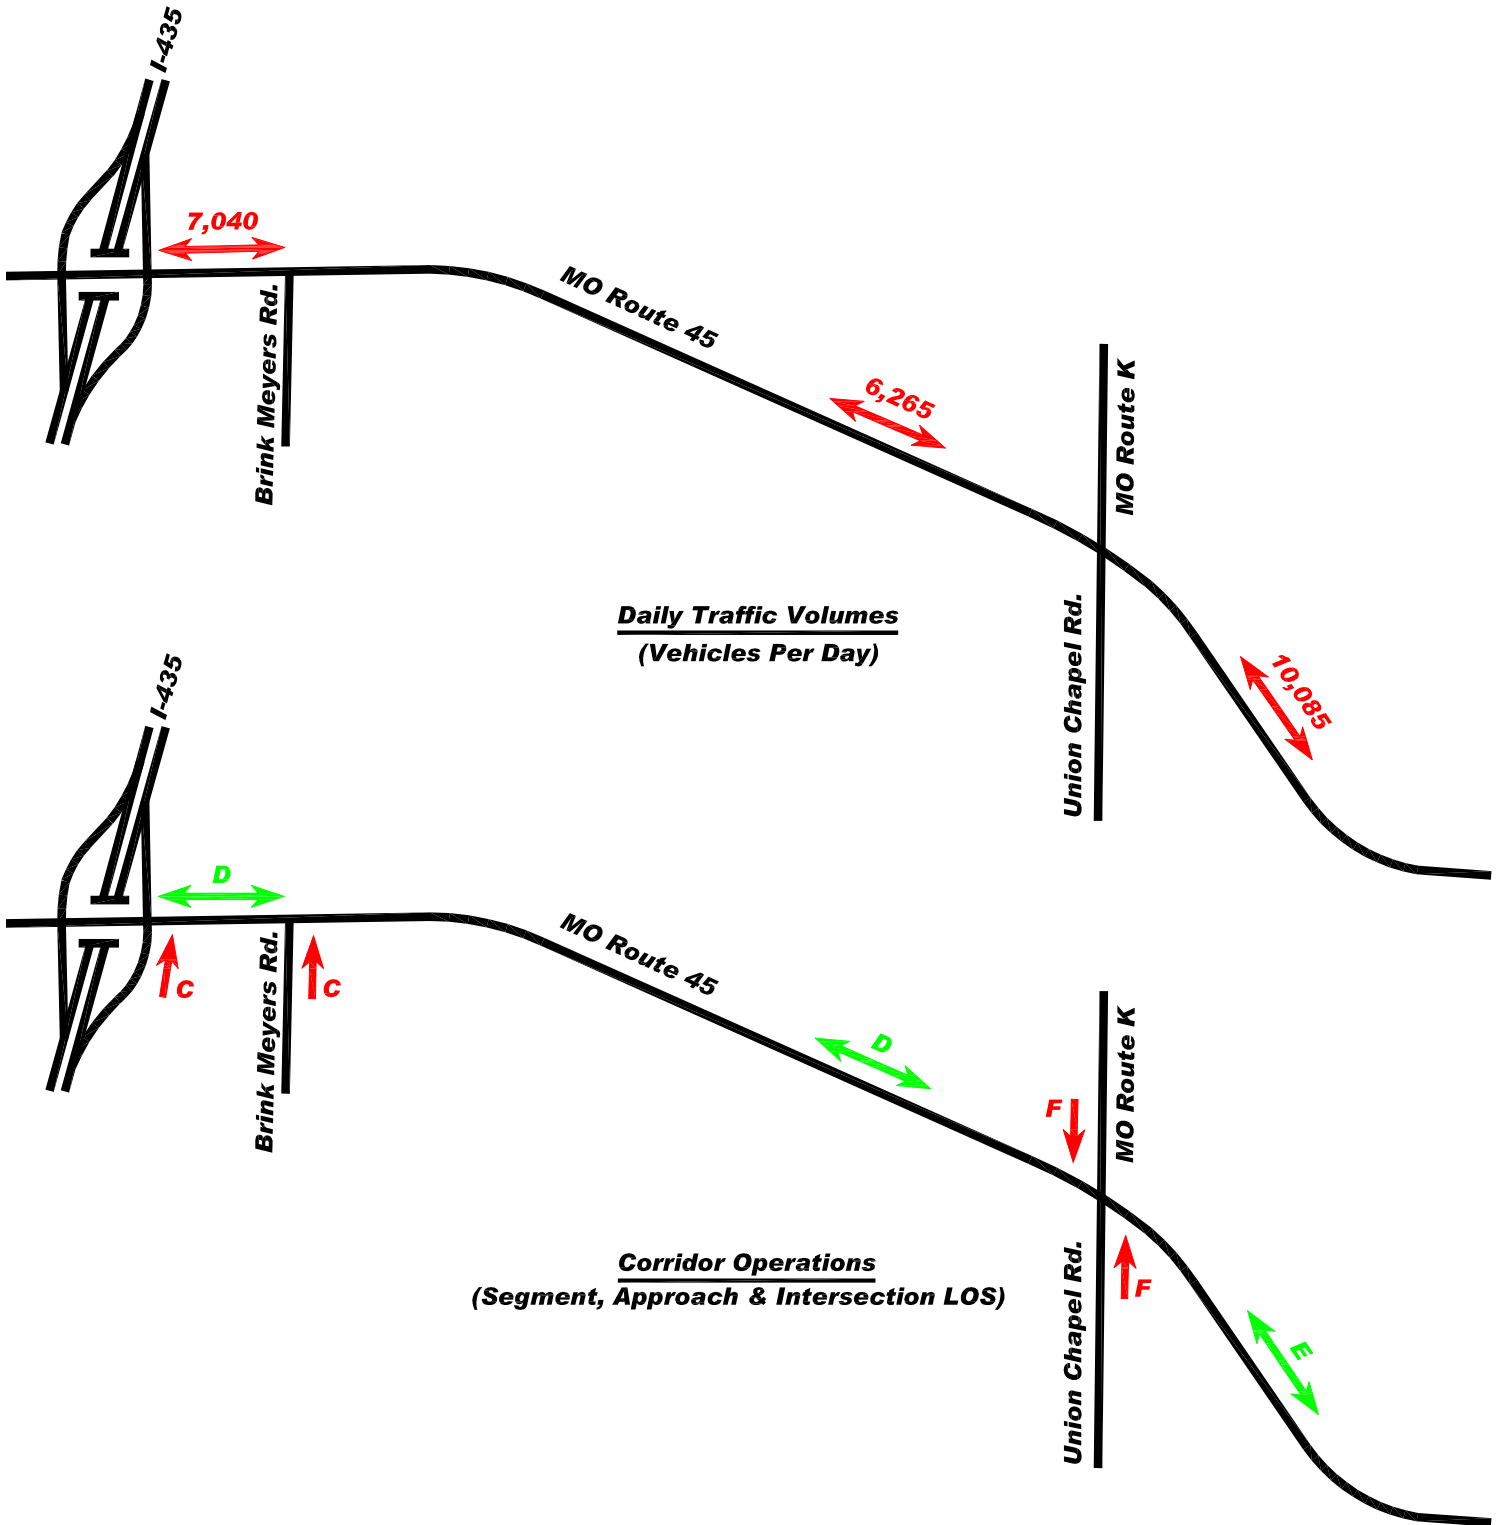 I-435
7,040
Brink Meyers Rd.
MO Route 45
6,265
MO Route K
Union Chapel Rd.
10,085
Daily Traffic Volumes
(Vehicles Per Day)
I-435
D
C
C
Brink Meyers Rd.
MO Route 45
D
F
MO Route K
F
Union Chapel Rd.
E
Corridor Operations
(Segment, Approach & Intersection LOS)